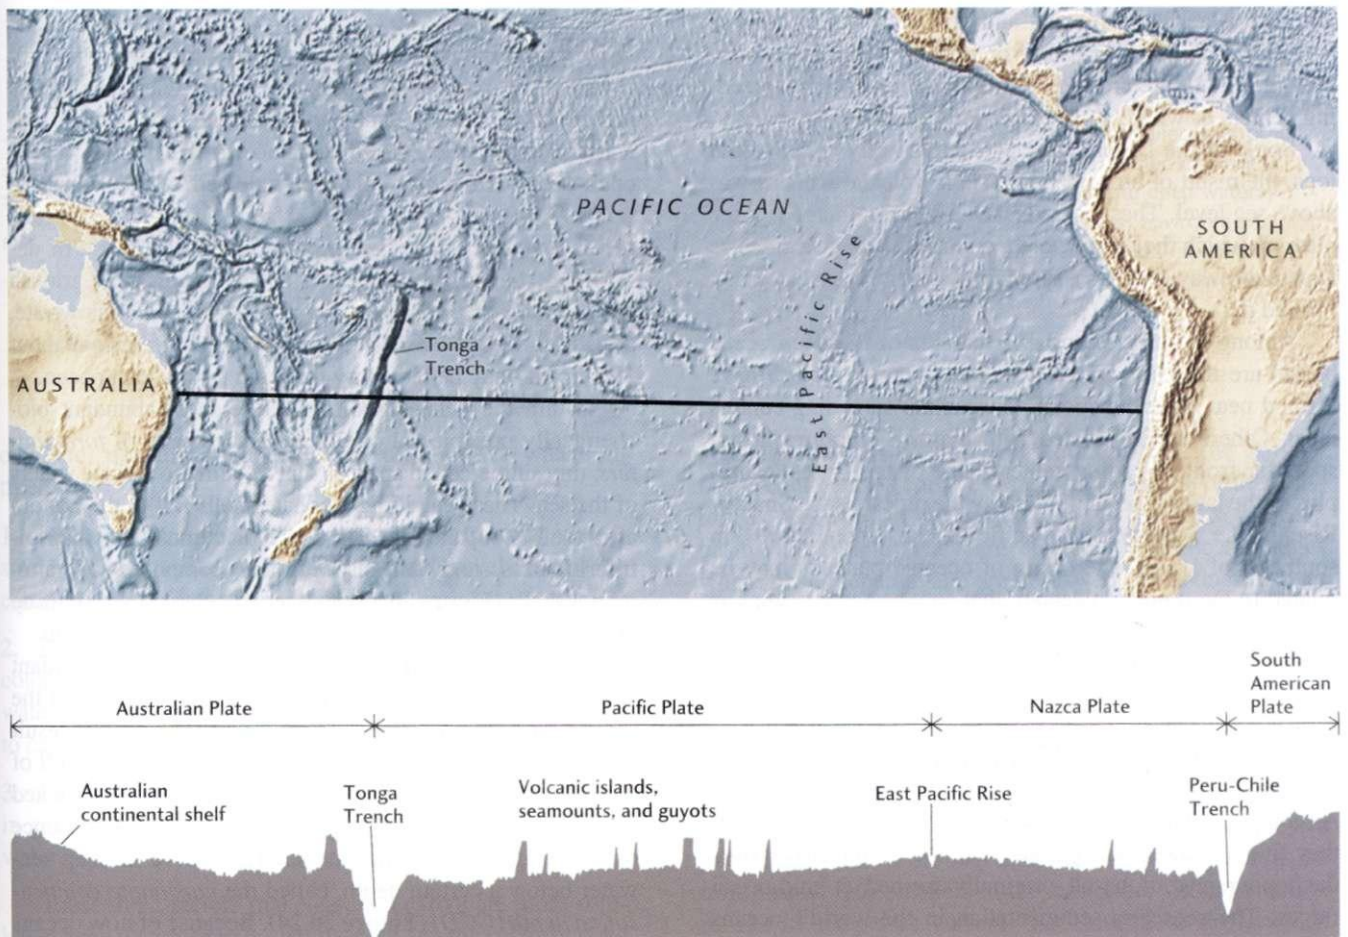 PACIFIC OCEAN
SOUTH
AMERICA
East Pacific Rise
Tonga
Trench
AUSTRALIA
South
American
Plate
Australian Plate
Pacific Plate
Nazca Plate
Australian
continental shelf
Tonga
Trench
Volcanic islands,
seamounts, and guyots
East Pacific Rise
Peru-Chile
Trench